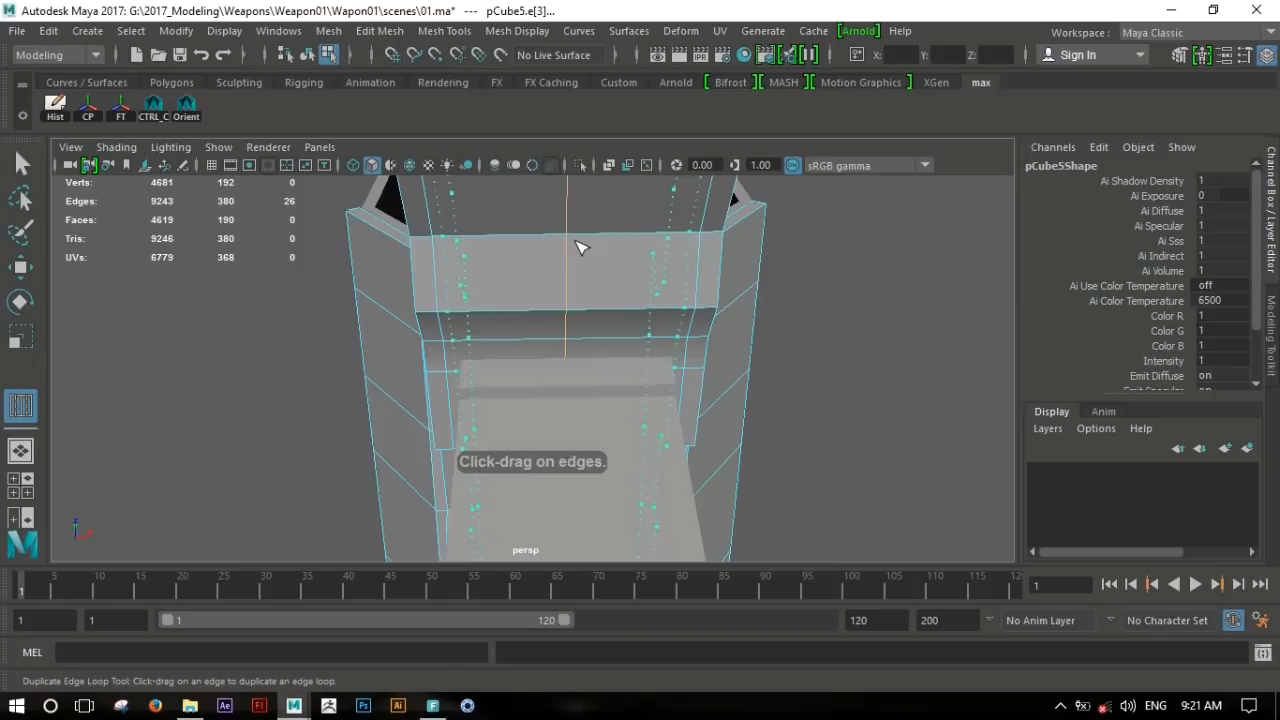 Autodesk Maya 2017: G:\2017_Modeling\Weapons\Weapon01\Wapon01\scenes\01.ma* --- pCube5.e[3]...
File Edit Create Select Modify Display Windows Mesh Edit Mesh Mesh Tools Mesh Display Curves Surfaces Deform UV Generate Cache Arnold Help Workspace : Maya Classic
Modeling No Live Surface X: Y: Z: Sign In
Curves / Surfaces Polygons Sculpting Rigging Animation Rendering FX FX Caching Custom Arnold Bifrost MASH Motion Graphics XGen max
Hist CP FT CTRL_C Orient
View Shading Lighting Show Renderer Panels
0.00 1.00 ON sRGB gamma
Verts: 4681 192 0
Edges: 9243 380 26
Faces: 4619 190 0
Tris: 9246 380 0
UVs: 6779 368 0
Click-drag on edges.
persp
Channels Edit Object Show
pCube5Shape
Ai Shadow Density 1
Ai Exposure 0
Ai Diffuse 1
Ai Specular 1
Ai Sss 1
Ai Indirect 1
Ai Volume 1
Ai Use Color Temperature off
Ai Color Temperature 6500
Color R 1
Color G 1
Color B 1
Intensity 1
Emit Diffuse on
Emit Specular on
Channel Box / Layer Editor
Modeling Toolkit
Display Anim
Layers Options Help
5 10 15 20 25 30 35 40 45 50 55 60 65 70 75 80 85 90 95 100 105 110 115 12
1 1
1 1 1 120 120 200 No Anim Layer No Character Set
MEL
Duplicate Edge Loop Tool: Click-drag on an edge to duplicate an edge loop.
Ae Fl Ps Ai F ENG 9:21 AM